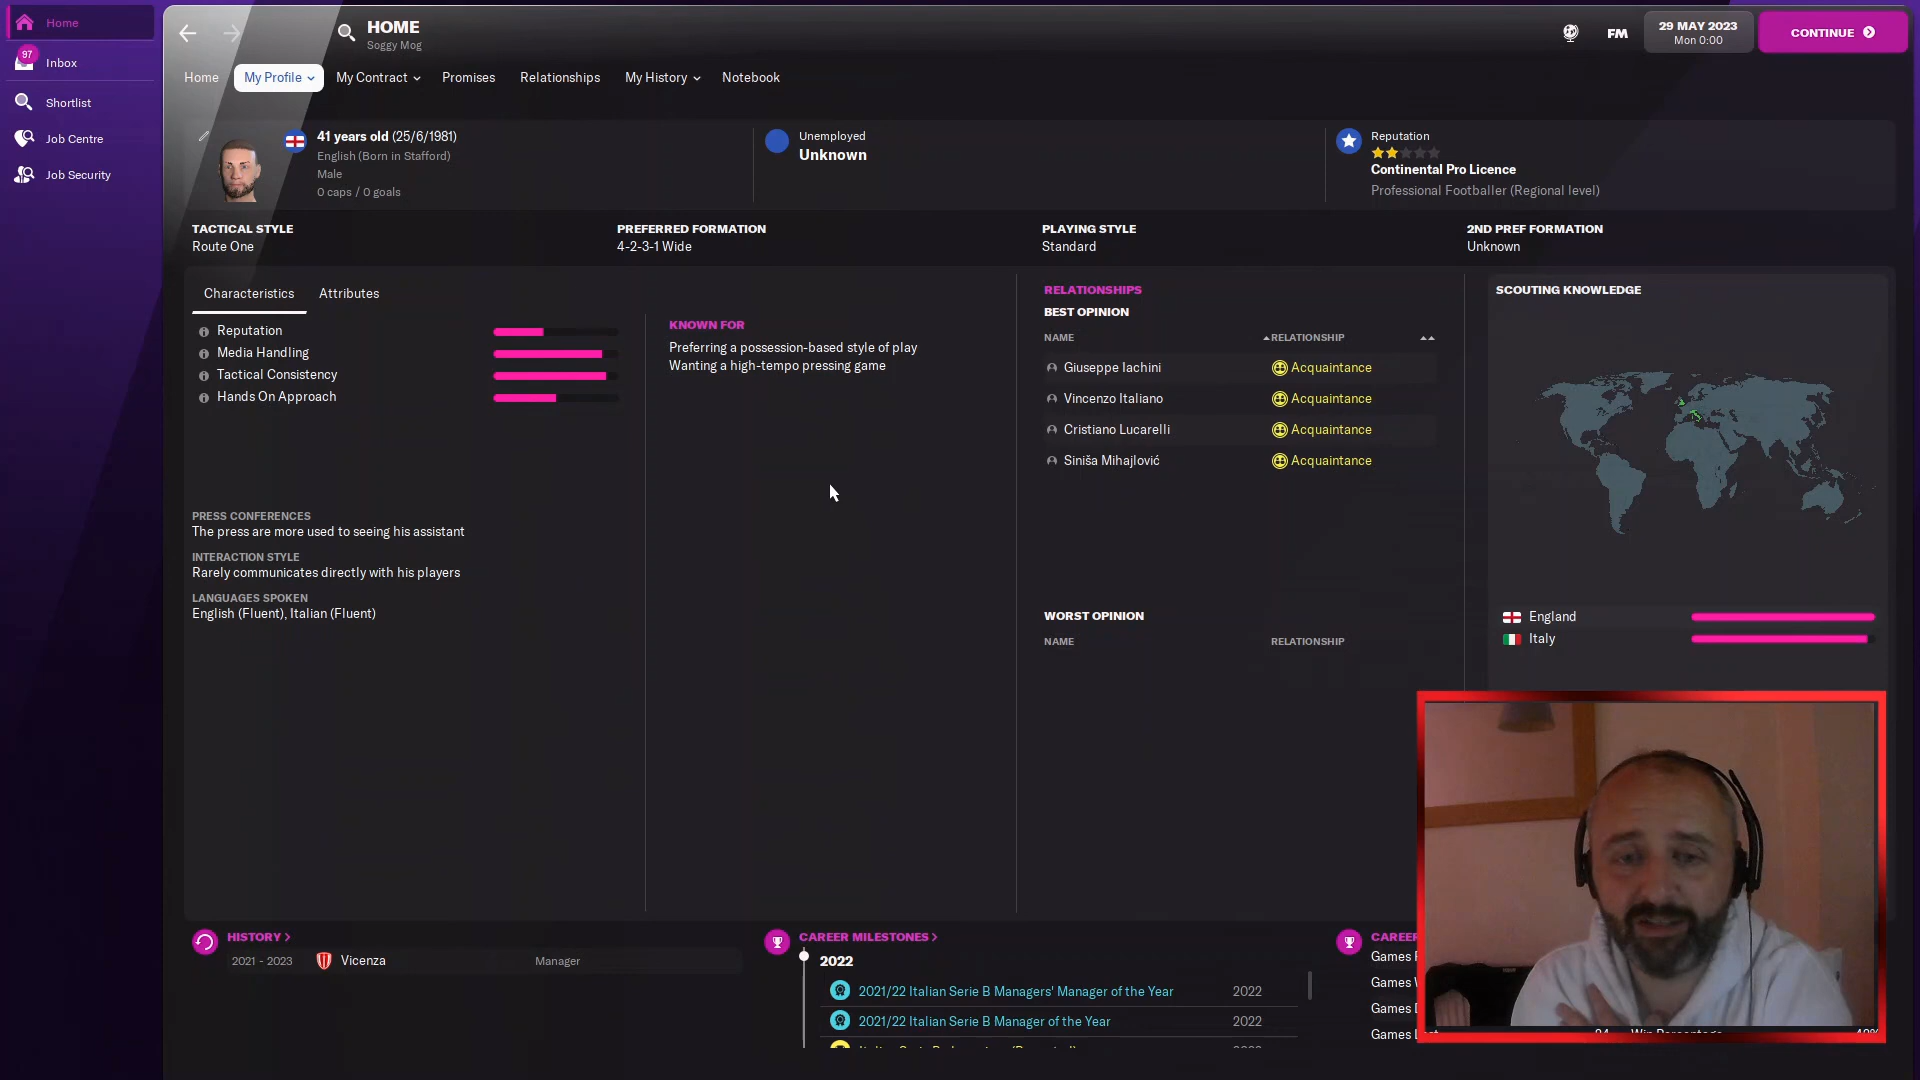 Home
97
Inbox
Shortlist
Job Centre
Job Security
HOME
Soggy Mog
FM
29 MAY 2023
Mon 0:00
CONTINUE
Home
My Profile
My Contract
Promises
Relationships
My History
Notebook
41 years old (25/6/1981)
English (Born in Stafford)
Male
0 caps / 0 goals
Unemployed
Unknown
Reputation
Continental Pro Licence
Professional Footballer (Regional level)
TACTICAL STYLE
Route One
PREFERRED FORMATION
4-2-3-1 Wide
PLAYING STYLE
Standard
2ND PREF FORMATION
Unknown
Characteristics
Attributes
Reputation
Media Handling
Tactical Consistency
Hands On Approach
PRESS CONFERENCES
The press are more used to seeing his assistant
INTERACTION STYLE
Rarely communicates directly with his players
LANGUAGES SPOKEN
English (Fluent), Italian (Fluent)
KNOWN FOR
Preferring a possession-based style of play
Wanting a high-tempo pressing game
RELATIONSHIPS
BEST OPINION
NAME RELATIONSHIP
Giuseppe Iachini Acquaintance
Vincenzo Italiano Acquaintance
Cristiano Lucarelli Acquaintance
Siniša Mihajlović Acquaintance
WORST OPINION
NAME RELATIONSHIP
SCOUTING KNOWLEDGE
England
Italy
HISTORY >
2021 - 2023 Vicenza Manager
CAREER MILESTONES >
2022
2021/22 Italian Serie B Managers' Manager of the Year 2022
2021/22 Italian Serie B Manager of the Year 2022
CAREER
Games
Games
Games
Games